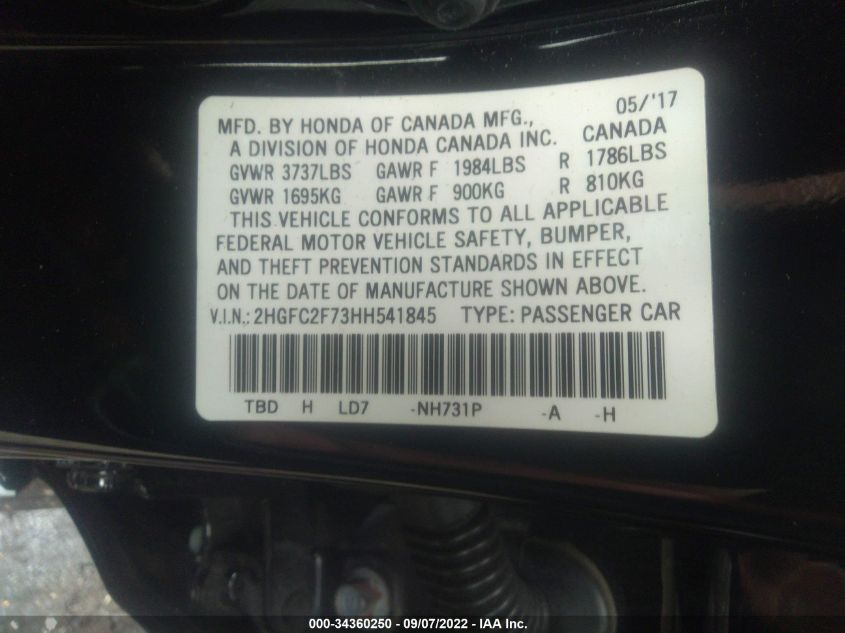 05/'17
MFD. BY HONDA OF CANADA MFG.,
A DIVISION OF HONDA CANADA INC. CANADA
GVWR 3737LBS GAWR F 1984LBS R 1786LBS
GVWR 1695KG GAWR F 900KG R 810KG
THIS VEHICLE CONFORMS TO ALL APPLICABLE
FEDERAL MOTOR VEHICLE SAFETY, BUMPER,
AND THEFT PREVENTION STANDARDS IN EFFECT
ON THE DATE OF MANUFACTURE SHOWN ABOVE.
V.I.N.: 2HGFC2F73HH541845 TYPE: PASSENGER CAR
TBD H LD7 -NH731P -A -H
000-34360250 - 09/07/2022 - IAA Inc.